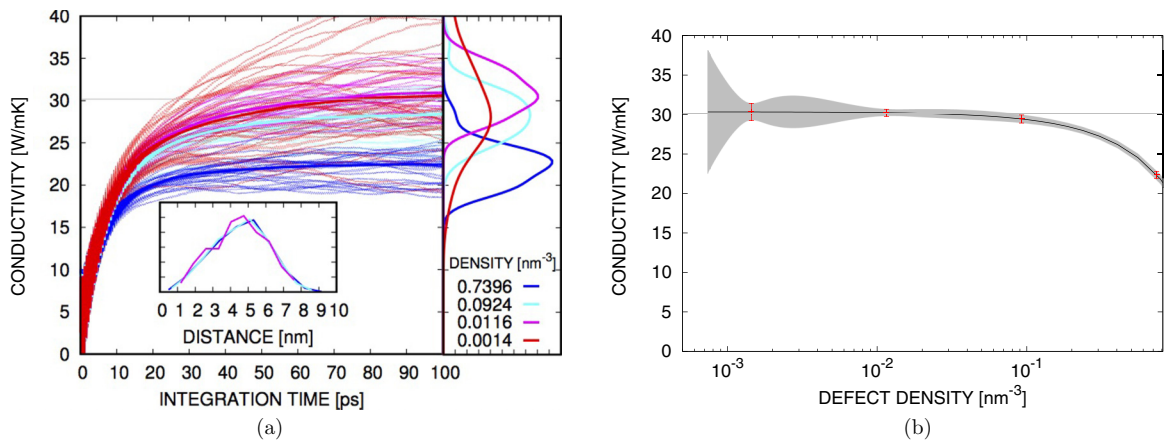 40
35
30
25
20
15
10
5
0
CONDUCTIVITY [W/mK]
0 10 20 30 40 50 60 70 80 90 100
INTEGRATION TIME [ps]
0 1 2 3 4 5 6 7 8 9 10
DISTANCE [nm]
DENSITY [nm-3]
0.7396
0.0924
0.0116
0.0014
100
(a)
40
35
30
25
20
15
10
5
0
CONDUCTIVITY [W/mK]
10-3 10-2 10-1
DEFECT DENSITY [nm-3]
(b)